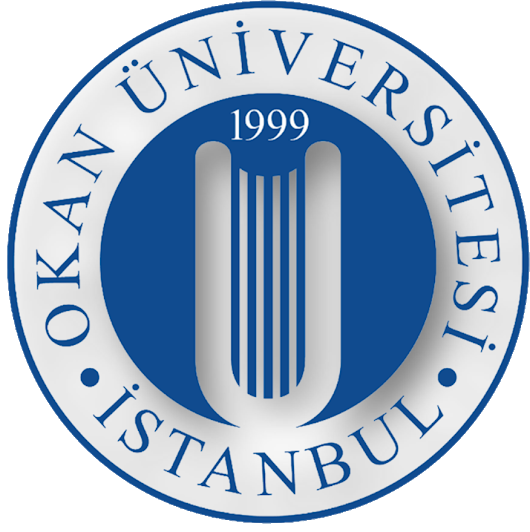 OKAN ÜNİVERSİTESİ
1999
• İSTANBUL •